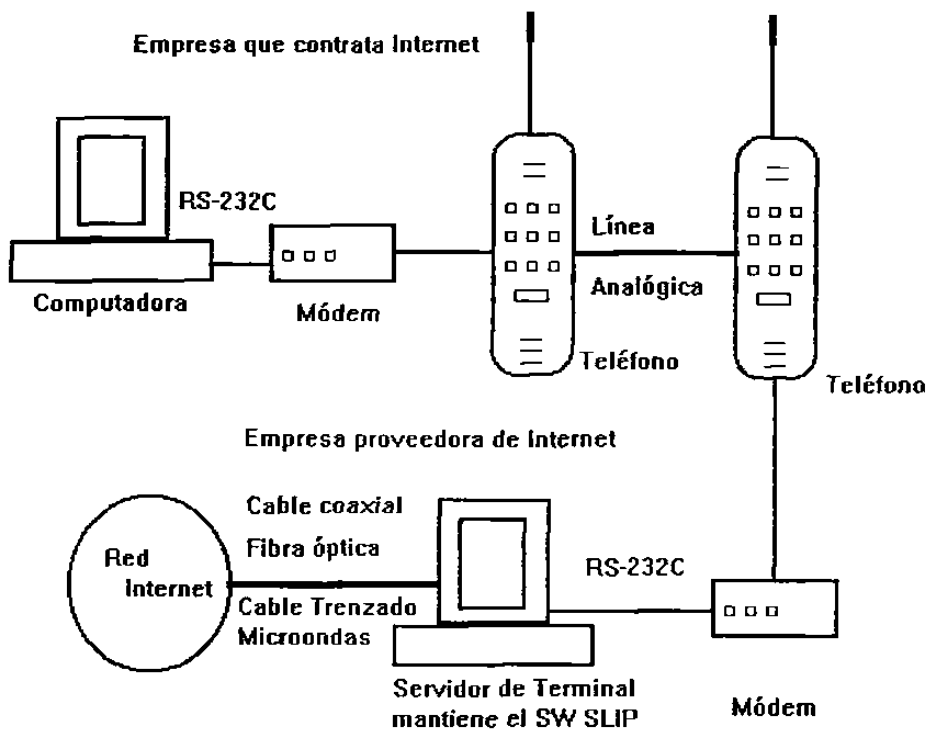 Empresa que contrata Internet
RS-232C
Línea
Computadora
Módem
Analógica
Teléfono
Teléfono
Empresa proveedora de Internet
Cable coaxial
Fibra óptica
Red
Internet
RS-232C
Cable Trenzado
Microondas
Servidor de Terminal
mantiene el SW SLIP
Módem